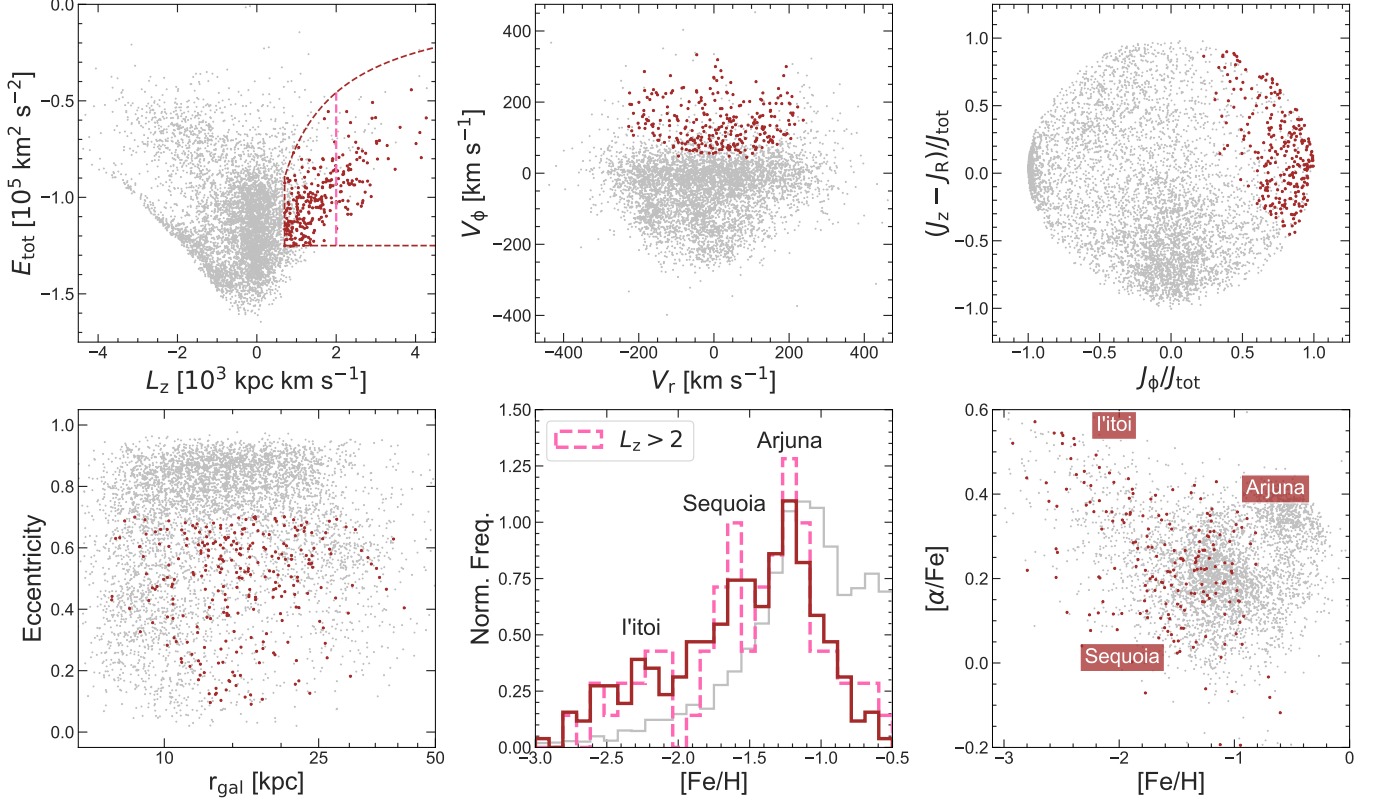 0.0
−0.5
−1.0
−1.5
E_tot [10^5 km^2 s^−2]
−4 −2 0 2 4
L_z [10^3 kpc km s^−1]
400
200
0
−200
−400
V_ϕ [km s^−1]
−400 −200 0 200 400
V_r [km s^−1]
1.0
0.5
0.0
−0.5
−1.0
(J_z − J_R)/J_tot
−1.0 −0.5 0.0 0.5 1.0
J_ϕ/J_tot
1.0
0.8
0.6
0.4
0.2
0.0
Eccentricity
10 25 50
r_gal [kpc]
1.50
1.25
1.00
0.75
0.50
0.25
0.00
Norm. Freq.
L_z > 2
Arjuna
Sequoia
I'itoi
−3.0 −2.5 −2.0 −1.5 −1.0 −0.5
[Fe/H]
0.6
0.4
0.2
0.0
−0.2
[α/Fe]
I'itoi
Arjuna
Sequoia
−3 −2 −1 0
[Fe/H]